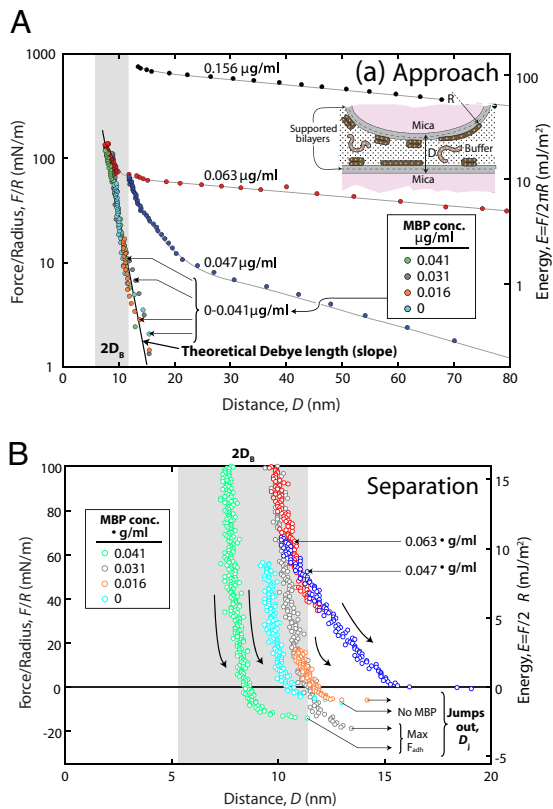 A
(a) Approach
1000
100
10
1
0 10 20 30 40 50 60 70 80
Distance, D (nm)
Force/Radius, F/R (mN/m)
Energy, E=F/2πR (mJ/m²)
100
10
1
0.156 µg/ml
0.063 µg/ml
0.047 µg/ml
0-0.041 µg/ml
Theoretical Debye length (slope)
2D_B
R
Mica
Supported
bilayers
D
Buffer
Mica
MBP conc.
µg/ml
0.041
0.031
0.016
0
B
2D_B
Separation
100
80
60
40
20
0
-20
0 5 10 15 20
Distance, D (nm)
Force/Radius, F/R (mN/m)
Energy, E=F/2 R (mJ/m²)
15
10
5
0
-5
MBP conc.
• g/ml
0.041
0.031
0.016
0
0.063 • g/ml
0.047 • g/ml
No MBP
Max
F_adh
Jumps
out,
D_j